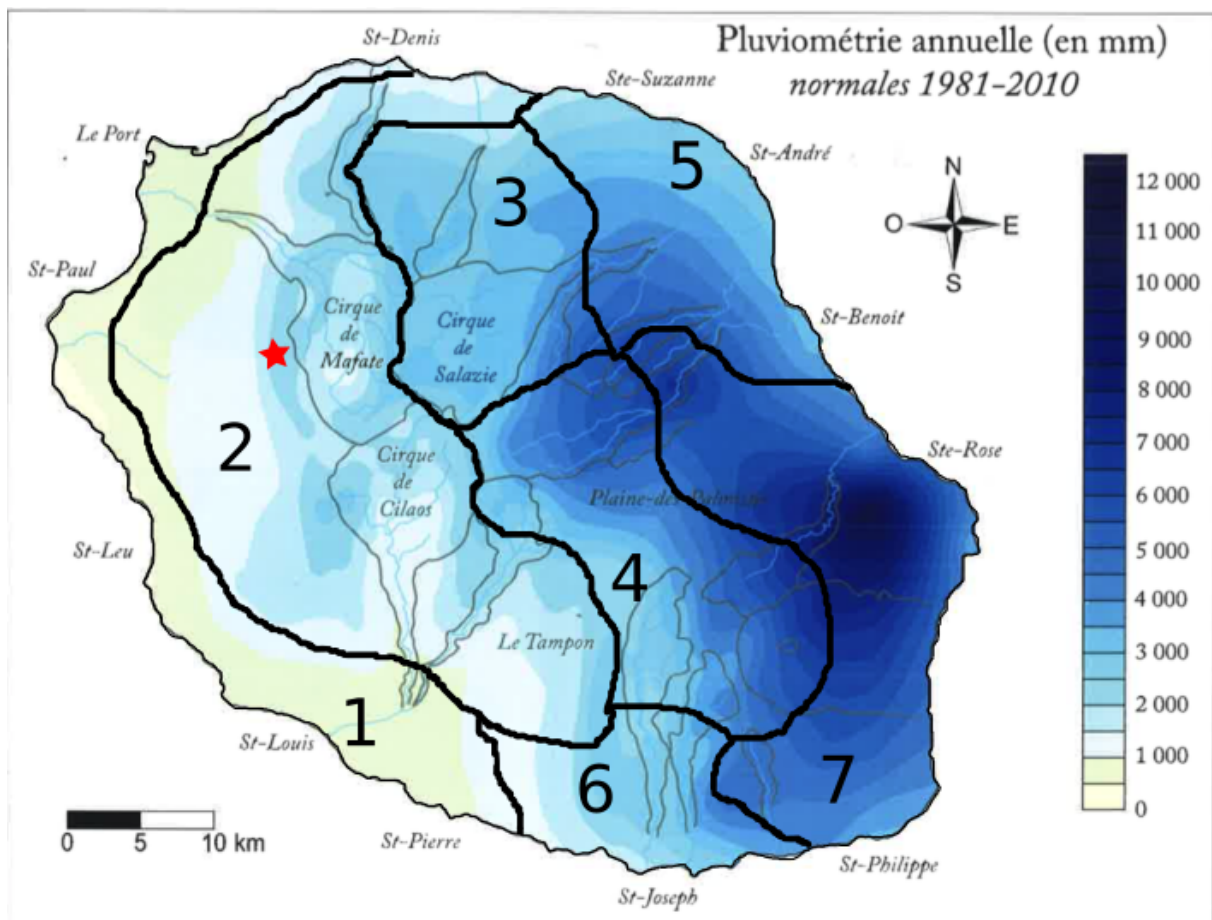 Pluviométrie annuelle (en mm)
normales 1981-2010
St-Denis
Ste-Suzanne
Le Port
St-André
5
3
N
O
E
S
12 000
11 000
10 000
9 000
8 000
7 000
6 000
5 000
4 000
3 000
2 000
1 000
0
St-Paul
Cirque
de
Mafate
Cirque
de
Salazie
St-Benoit
2
Cirque
de
Cilaos
Ste-Rose
Plaine-des-Palmistes
St-Leu
4
Le Tampon
1
St-Louis
6
7
0
5
10 km
St-Pierre
St-Philippe
St-Joseph